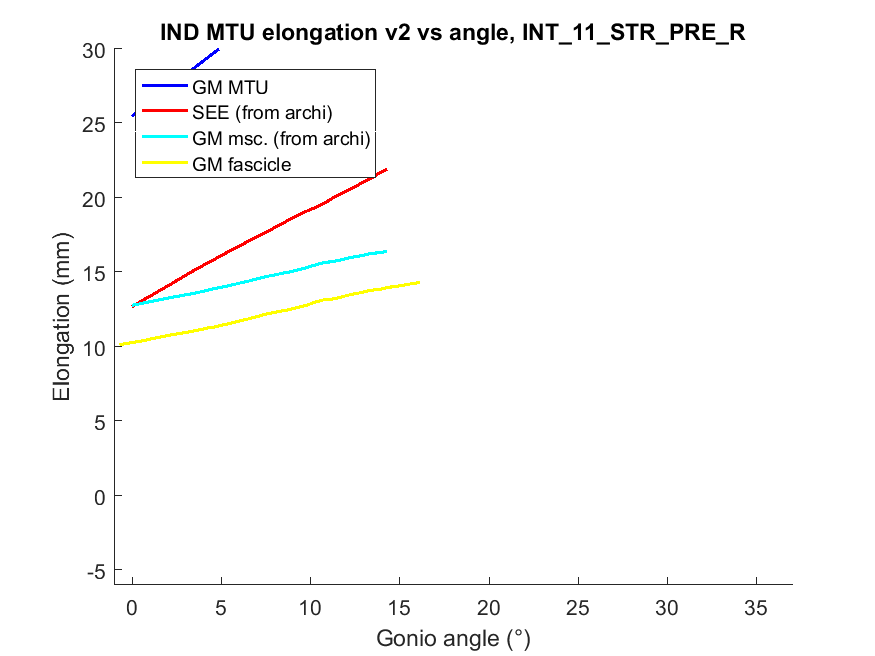 IND MTU elongation v2 vs angle, INT_11_STR_PRE_R
30
25
20
15
10
5
0
-5
Elongation (mm)
GM MTU
SEE (from archi)
GM msc. (from archi)
GM fascicle
0 5 10 15 20 25 30 35
Gonio angle (°)